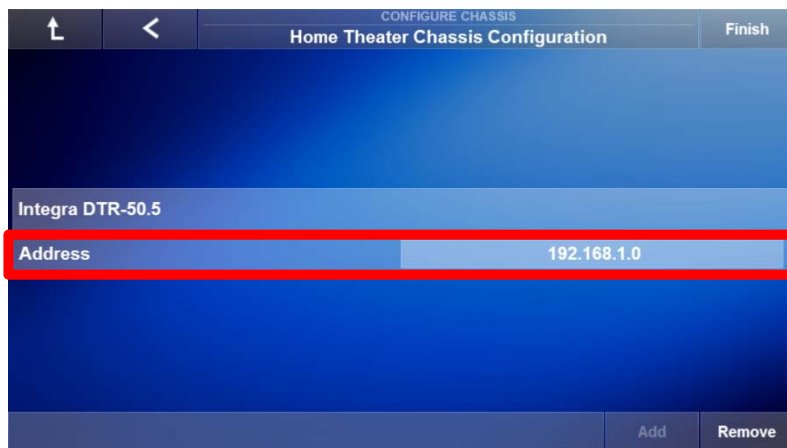 CONFIGURE CHASSIS
Home Theater Chassis Configuration
Finish
Integra DTR-50.5
Address 192.168.1.0
Add Remove